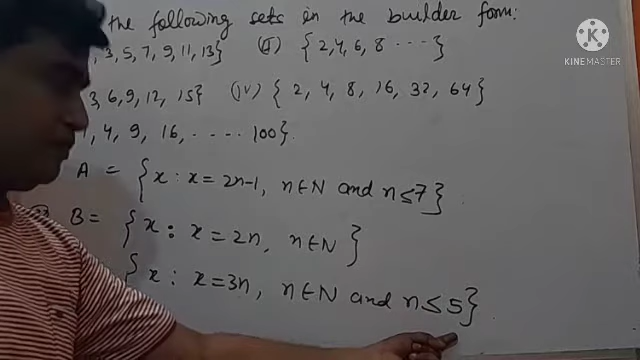 the following sets in the builder form:
, 3, 5, 7, 9, 11, 13} (ii) { 2, 4, 6, 8 ---- }
3, 6, 9, 12, 15} (iv) { 2, 4, 8, 16, 32, 64}
, 4, 9, 16, ..... 100}.
A = {x : x = 2n-1, n∈N and n≤7}
B = {x : x = 2n, n∈N}
{x : x = 3n, n∈N and n≤5}
K
KINEMASTER